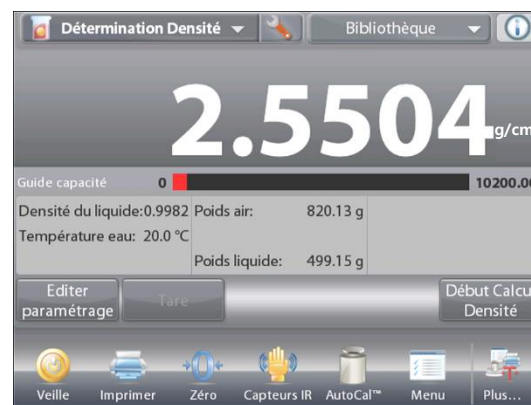 Détermination Densité Bibliothèque
2.5504 g/cm
Guide capacité 0 10200.00
Densité du liquide:0.9982 Poids air: 820.13 g
Température eau: 20.0 °C
Poids liquide: 499.15 g
Editer paramétrage Tare Début Calcu Densité
Veille Imprimer Zéro Capteurs IR AutoCal™ Menu Plus...